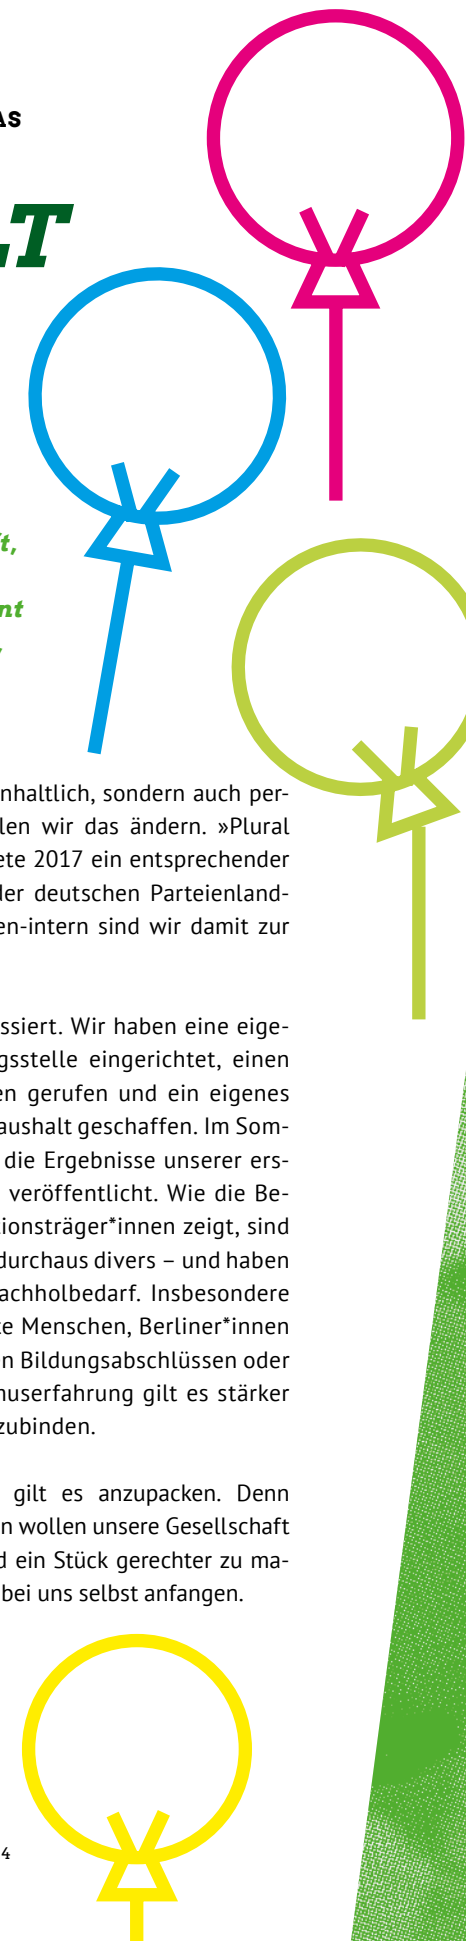 AS
LT
t,
nt
nhaltlich, sondern auch per-
len wir das ändern. »Plural
ete 2017 ein entsprechender
der deutschen Parteienland-
en-intern sind wir damit zur
ssiert. Wir haben eine eige-
gsstelle eingerichtet, einen
en gerufen und ein eigenes
aushalt geschaffen. Im Som-
die Ergebnisse unserer ers-
veröffentlicht. Wie die Be-
tionsträger*innen zeigt, sind
durchaus divers – und haben
achholbedarf. Insbesondere
te Menschen, Berliner*innen
en Bildungsabschlüssen oder
muserfahrung gilt es stärker
zubinden.
gilt es anzupacken. Denn
n wollen unsere Gesellschaft
d ein Stück gerechter zu ma-
bei uns selbst anfangen.
4